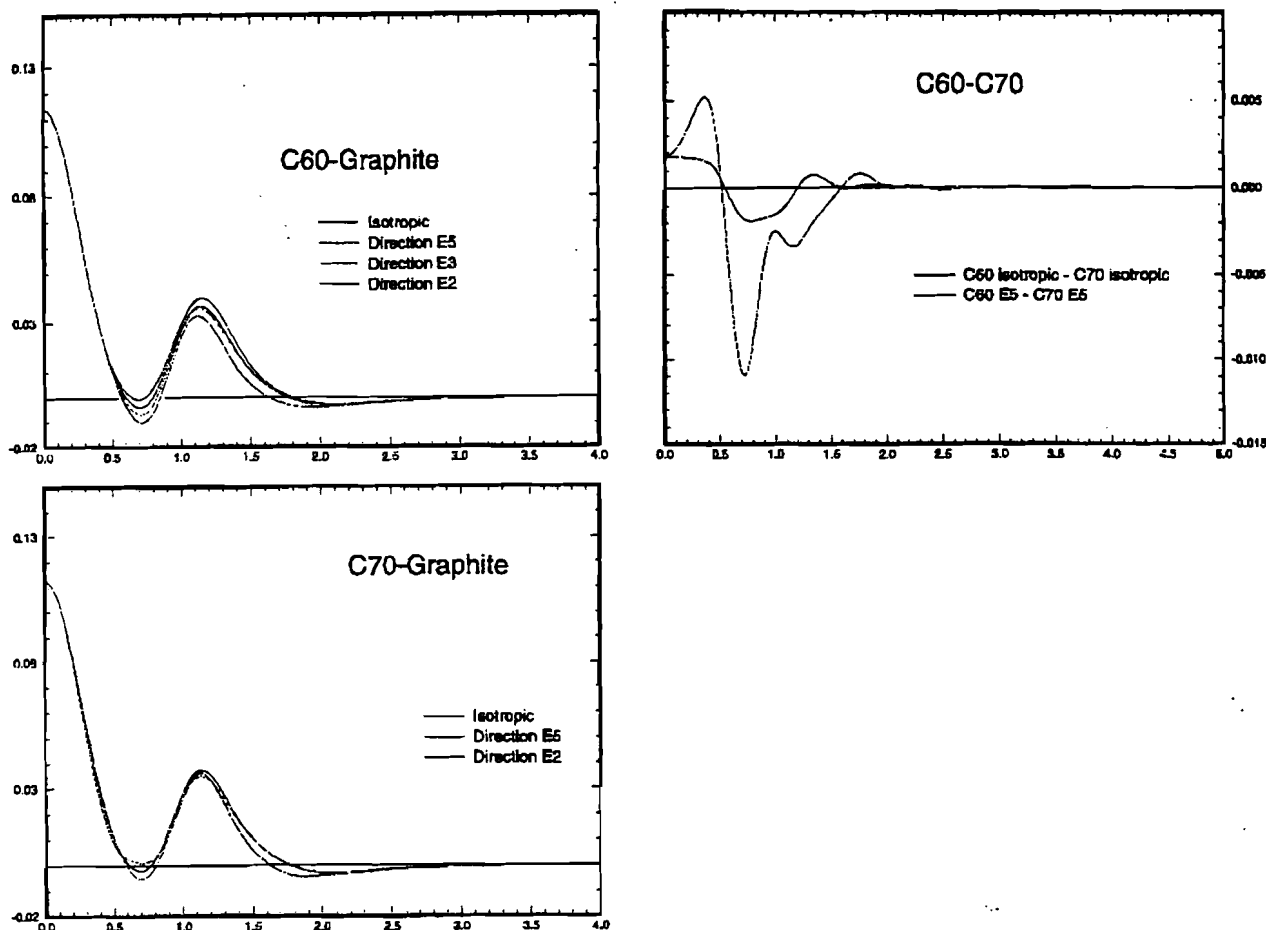 0.13
C60-Graphite
0.08
Isotropic
Direction E5
Direction E3
Direction E2
0.03
-0.02
0.0 0.5 1.0 1.5 2.0 2.5 3.0 3.5 4.0
C60-C70
0.005
0.000
C60 Isotropic - C70 isotropic
C60 E5 - C70 E5
-0.005
-0.010
-0.015
0.0 0.5 1.0 1.5 2.0 2.5 3.0 3.5 4.0 4.5 5.0
0.13
C70-Graphite
0.08
Isotropic
Direction E5
Direction E2
0.03
-0.02
0.0 0.5 1.0 1.5 2.0 2.5 3.0 3.5 4.0